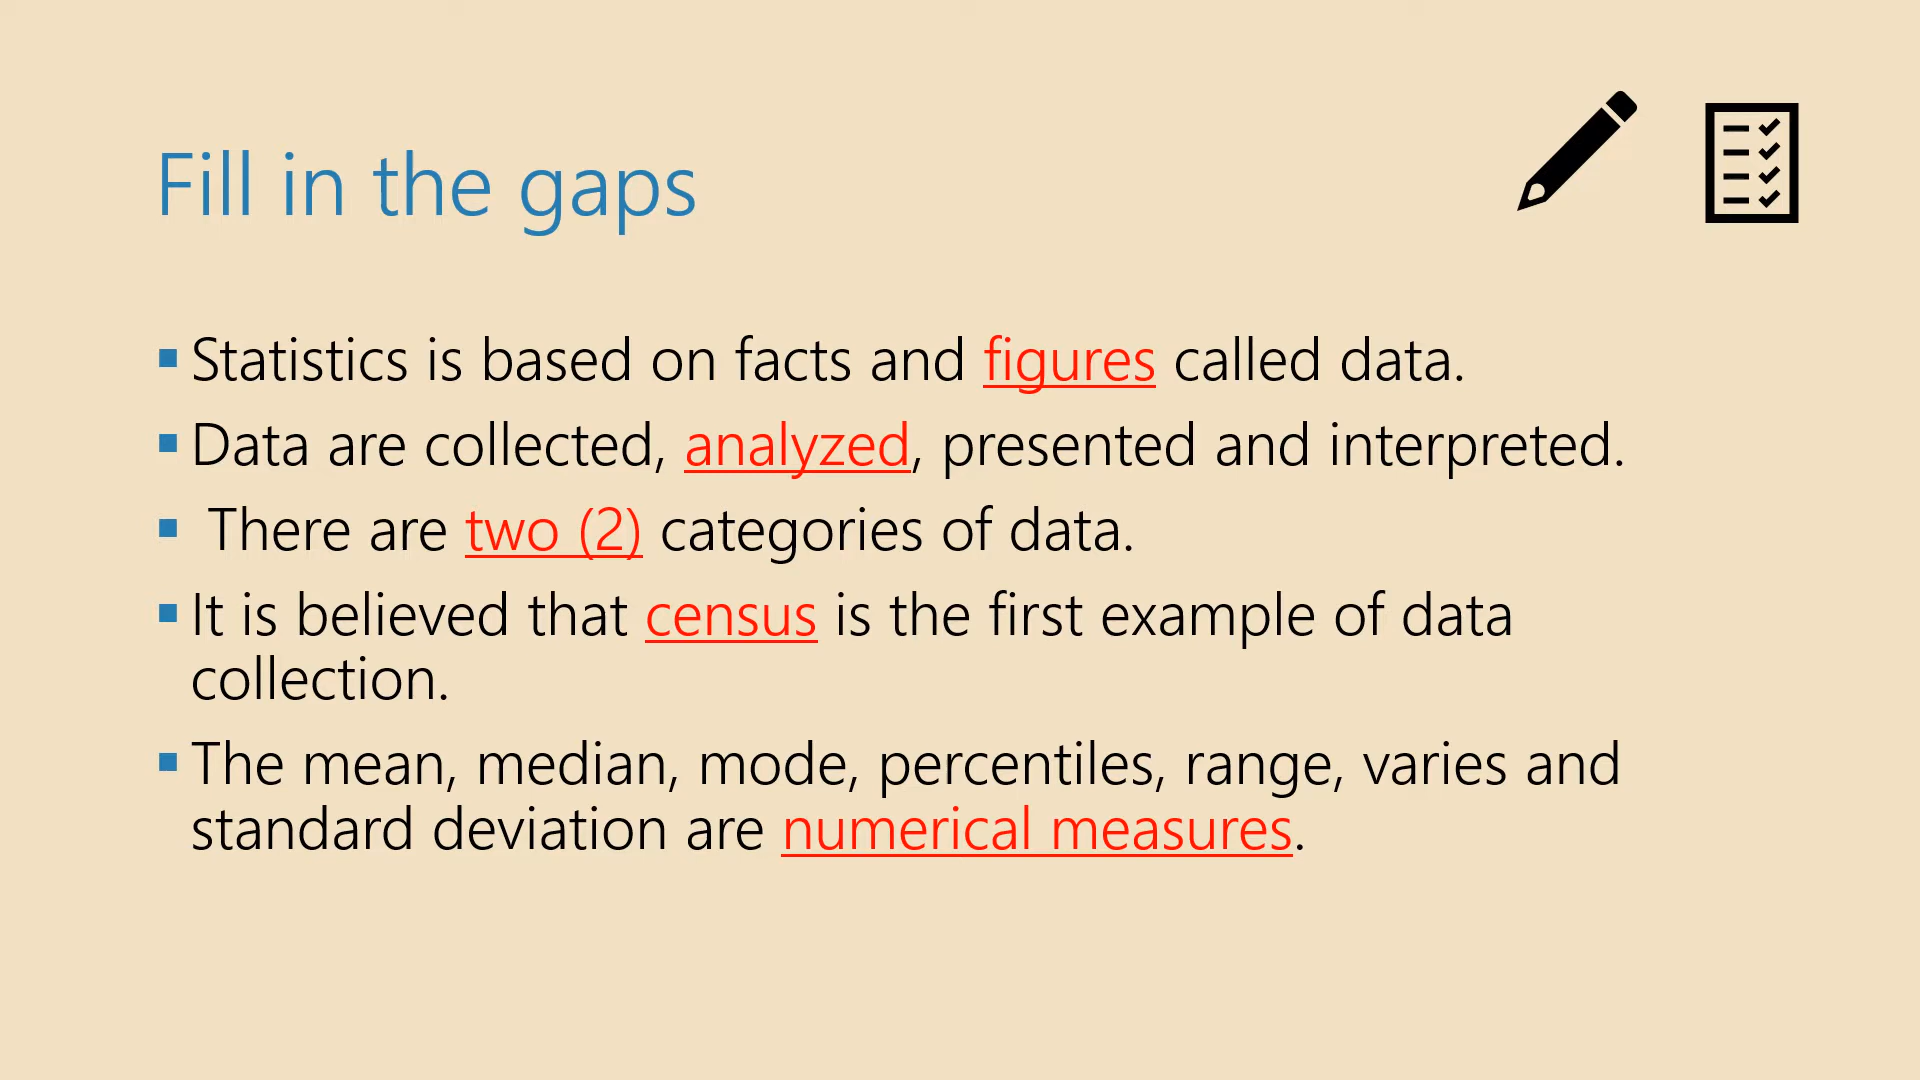 Fill in the gaps
▪ Statistics is based on facts and figures called data.
▪ Data are collected, analyzed, presented and interpreted.
▪ There are two (2) categories of data.
▪ It is believed that census is the first example of data
collection.
▪ The mean, median, mode, percentiles, range, varies and
standard deviation are numerical measures.